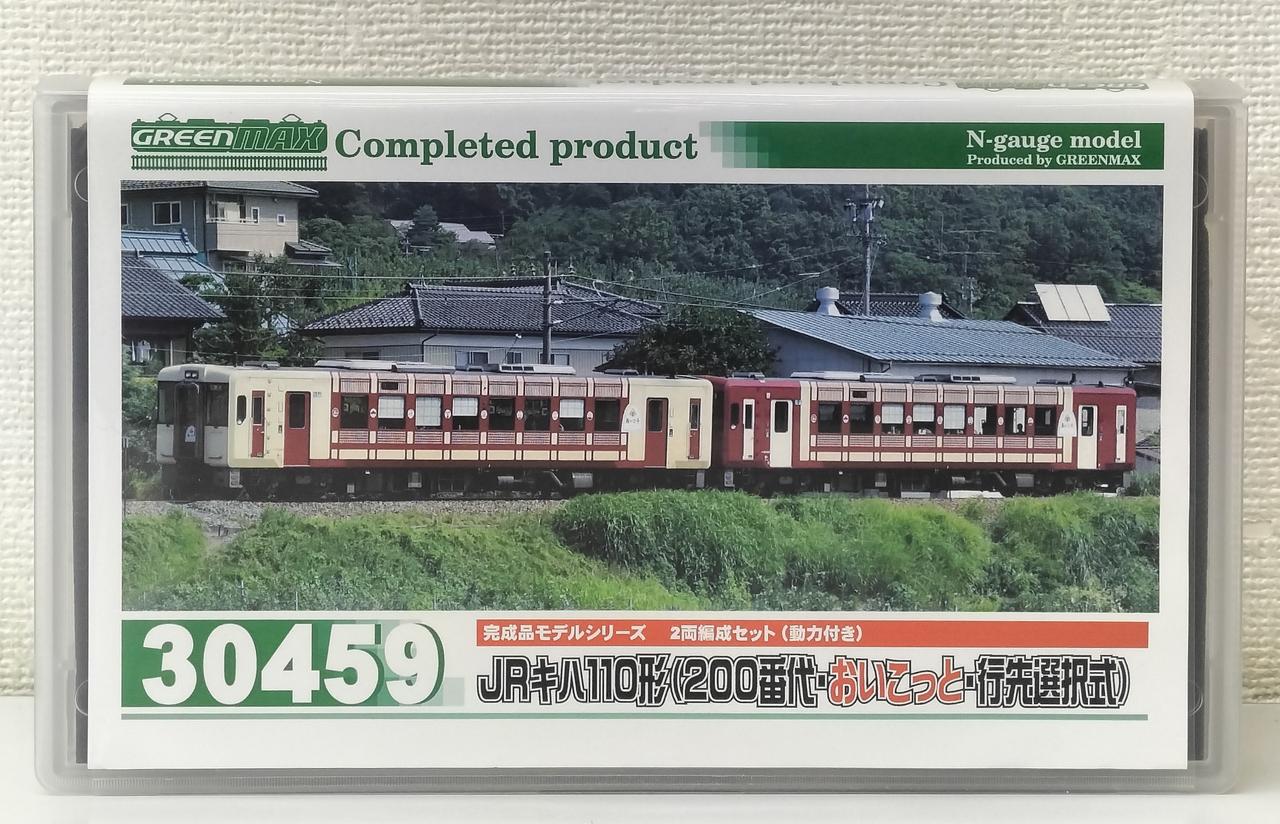 GREENMAX Completed product
N-gauge model
Produced by GREENMAX
30459
完成品モデルシリーズ 2両編成セット(動力付き)
JRキハ110形(200番代・おいこっと・行先選択式)